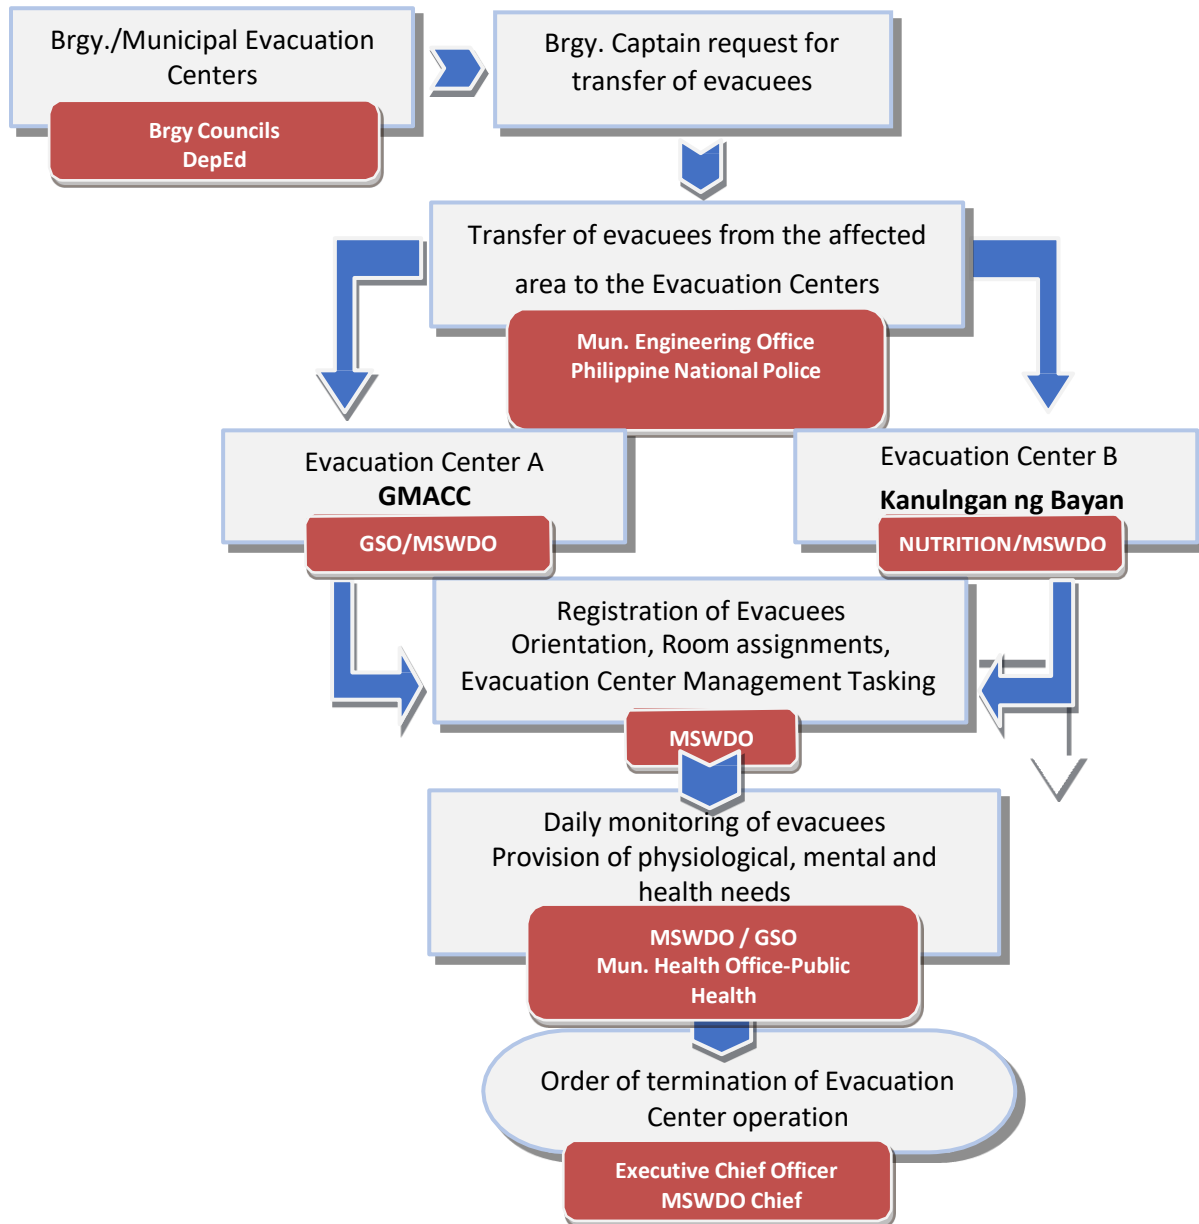 Brgy./Municipal Evacuation
Centers
Brgy Councils
DepEd
Brgy. Captain request for
transfer of evacuees
Transfer of evacuees from the affected
area to the Evacuation Centers
Mun. Engineering Office
Philippine National Police
Evacuation Center A
GMACC
GSO/MSWDO
Evacuation Center B
Kanulngan ng Bayan
NUTRITION/MSWDO
Registration of Evacuees
Orientation, Room assignments,
Evacuation Center Management Tasking
MSWDO
Daily monitoring of evacuees
Provision of physiological, mental and
health needs
MSWDO / GSO
Mun. Health Office-Public
Health
Order of termination of Evacuation
Center operation
Executive Chief Officer
MSWDO Chief